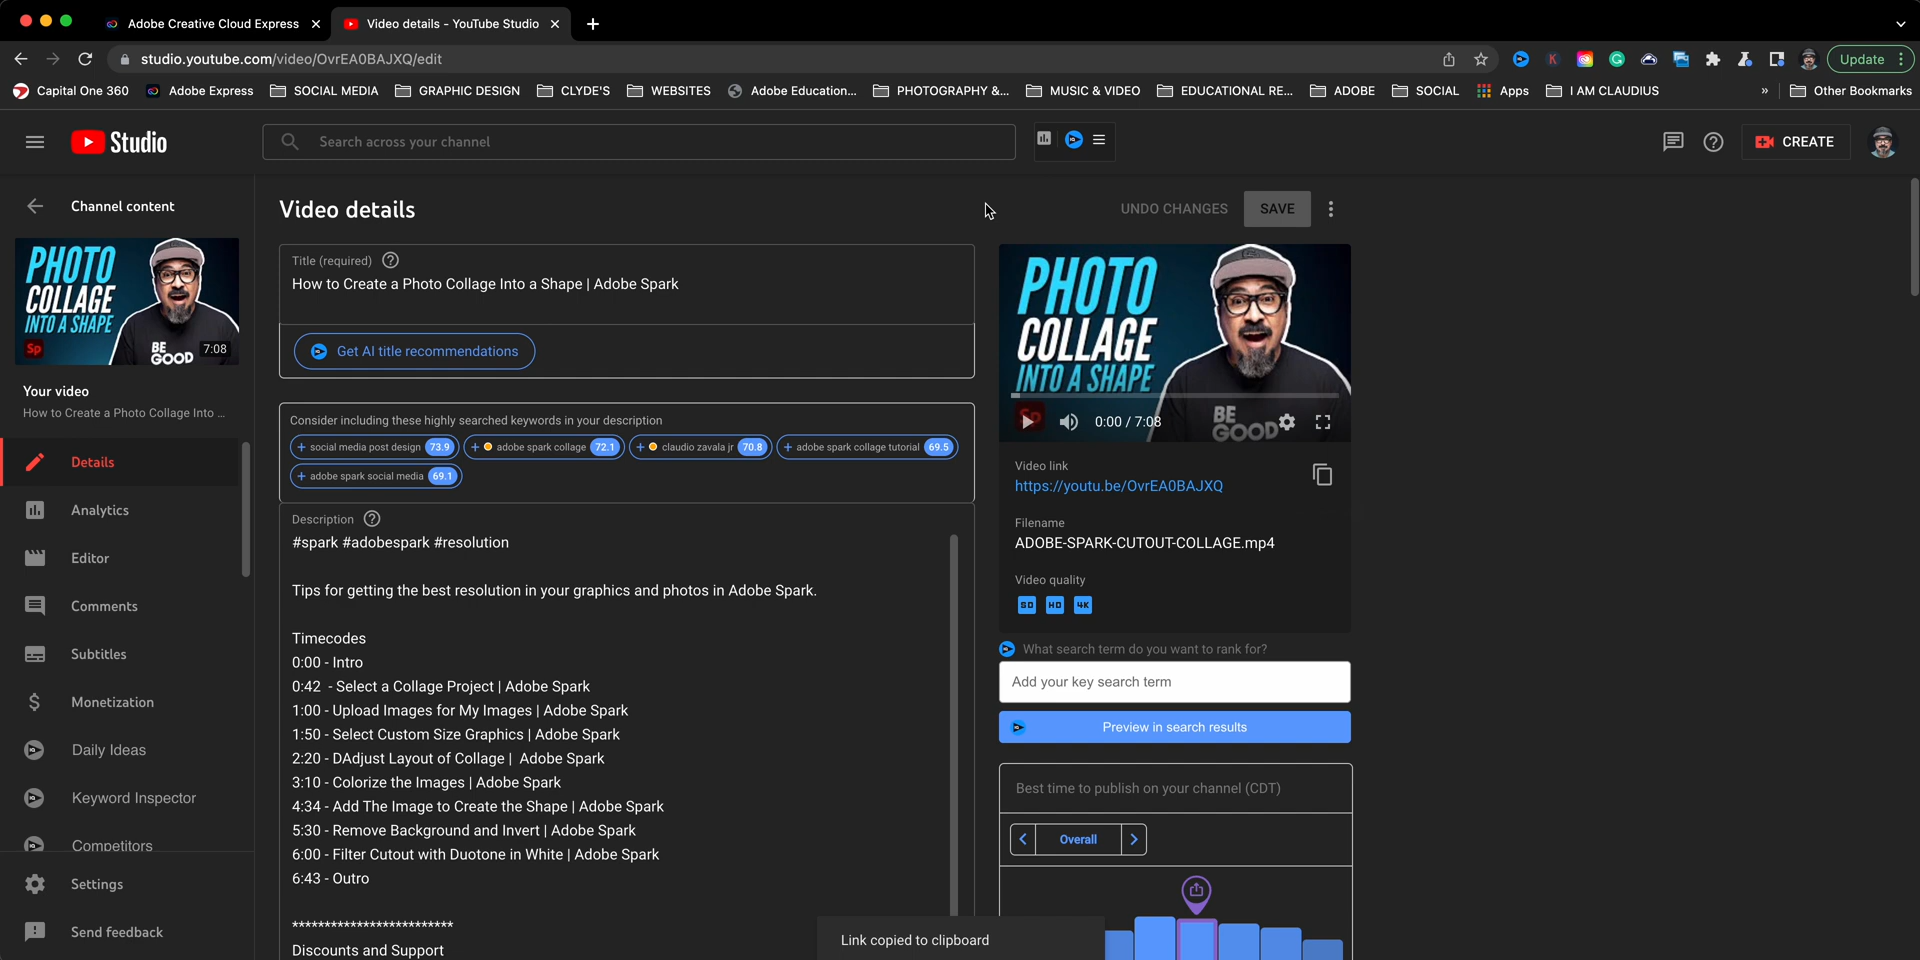 Adobe Creative Cloud Express
Video details - YouTube Studio
studio.youtube.com/video/OvrEA0BAJXQ/edit
Update
Capital One 360
Adobe Express
SOCIAL MEDIA
GRAPHIC DESIGN
CLYDE'S
WEBSITES
Adobe Education...
PHOTOGRAPHY &...
MUSIC & VIDEO
EDUCATIONAL RE...
ADOBE
SOCIAL
Apps
I AM CLAUDIUS
»
Other Bookmarks
Studio
Search across your channel
CREATE
Channel content
PHOTO
COLLAGE
INTO A SHAPE
Sp
BE
GOOD
7:08
Your video
How to Create a Photo Collage Into ...
Details
Analytics
Editor
Comments
Subtitles
Monetization
Daily Ideas
Keyword Inspector
Competitors
Settings
Send feedback
Video details
UNDO CHANGES
SAVE
Title (required)
How to Create a Photo Collage Into a Shape | Adobe Spark
Get AI title recommendations
Consider including these highly searched keywords in your description
+ social media post design 73.9
+ adobe spark collage 72.1
+ claudio zavala jr 70.8
+ adobe spark collage tutorial 69.5
+ adobe spark social media 69.1
Description
#spark #adobespark #resolution
Tips for getting the best resolution in your graphics and photos in Adobe Spark.
Timecodes
0:00 - Intro
0:42 - Select a Collage Project | Adobe Spark
1:00 - Upload Images for My Images | Adobe Spark
1:50 - Select Custom Size Graphics | Adobe Spark
2:20 - DAdjust Layout of Collage | Adobe Spark
3:10 - Colorize the Images | Adobe Spark
4:34 - Add The Image to Create the Shape | Adobe Spark
5:30 - Remove Background and Invert | Adobe Spark
6:00 - Filter Cutout with Duotone in White | Adobe Spark
6:43 - Outro
*************************
Discounts and Support
PHOTO
COLLAGE
INTO A SHAPE
Sp
BE
GOOD
0:00 / 7:08
Video link
https://youtu.be/OvrEA0BAJXQ
Filename
ADOBE-SPARK-CUTOUT-COLLAGE.mp4
Video quality
SD HD 4K
What search term do you want to rank for?
Add your key search term
Preview in search results
Best time to publish on your channel (CDT)
Overall
Link copied to clipboard